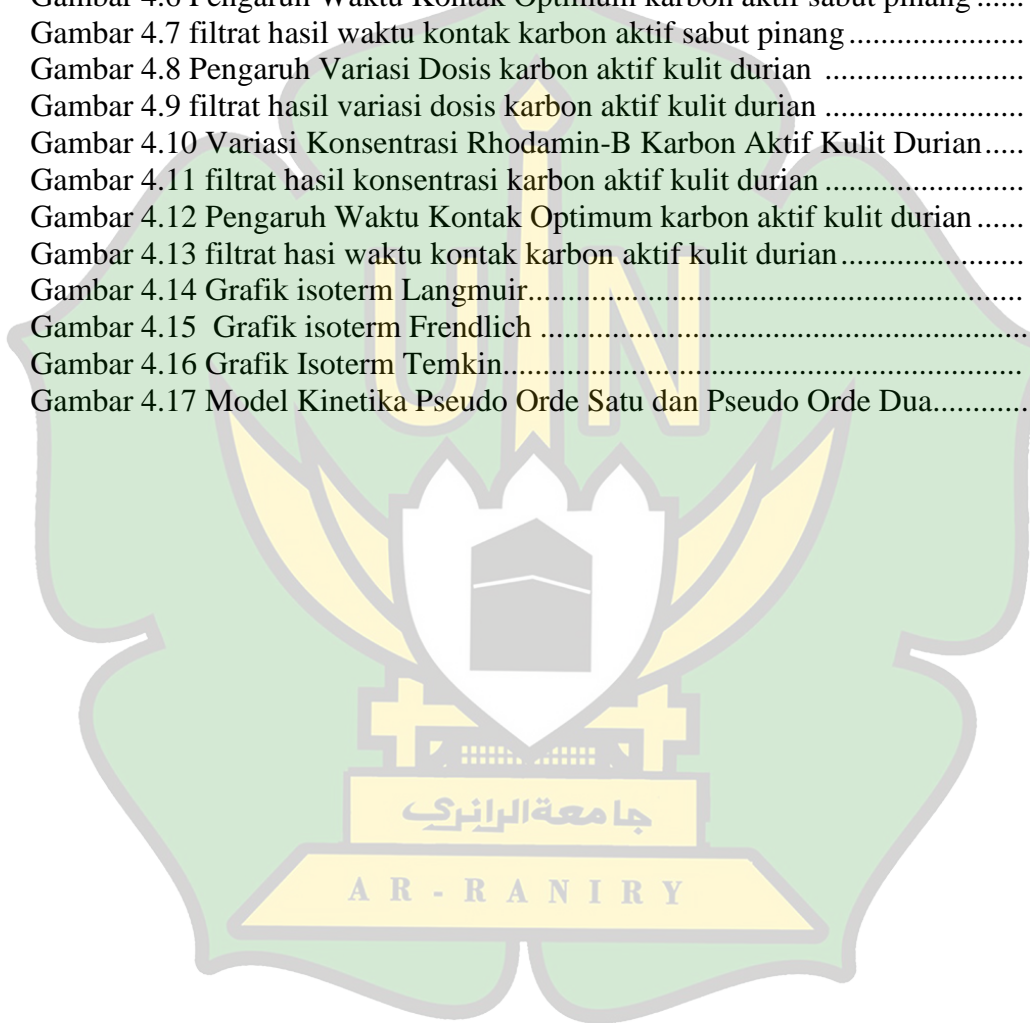 Gambar 4.6 Pengaruh Waktu Kontak Optimum karbon aktif sabut pinang ......
Gambar 4.7 filtrat hasil waktu kontak karbon aktif sabut pinang ........................
Gambar 4.8 Pengaruh Variasi Dosis karbon aktif kulit durian ...........................
Gambar 4.9 filtrat hasil variasi dosis karbon aktif kulit durian ...........................
Gambar 4.10 Variasi Konsentrasi Rhodamin-B Karbon Aktif Kulit Durian.....
Gambar 4.11 filtrat hasil konsentrasi karbon aktif kulit durian ...........................
Gambar 4.12 Pengaruh Waktu Kontak Optimum karbon aktif kulit durian ......
Gambar 4.13 filtrat hasi waktu kontak karbon aktif kulit durian........................
Gambar 4.14 Grafik isoterm Langmuir.................................................................
Gambar 4.15 Grafik isoterm Frendlich ................................................................
Gambar 4.16 Grafik Isoterm Temkin....................................................................
Gambar 4.17 Model Kinetika Pseudo Orde Satu dan Pseudo Orde Dua............
UIN
جامعةالرانرك
AR-RANIRY